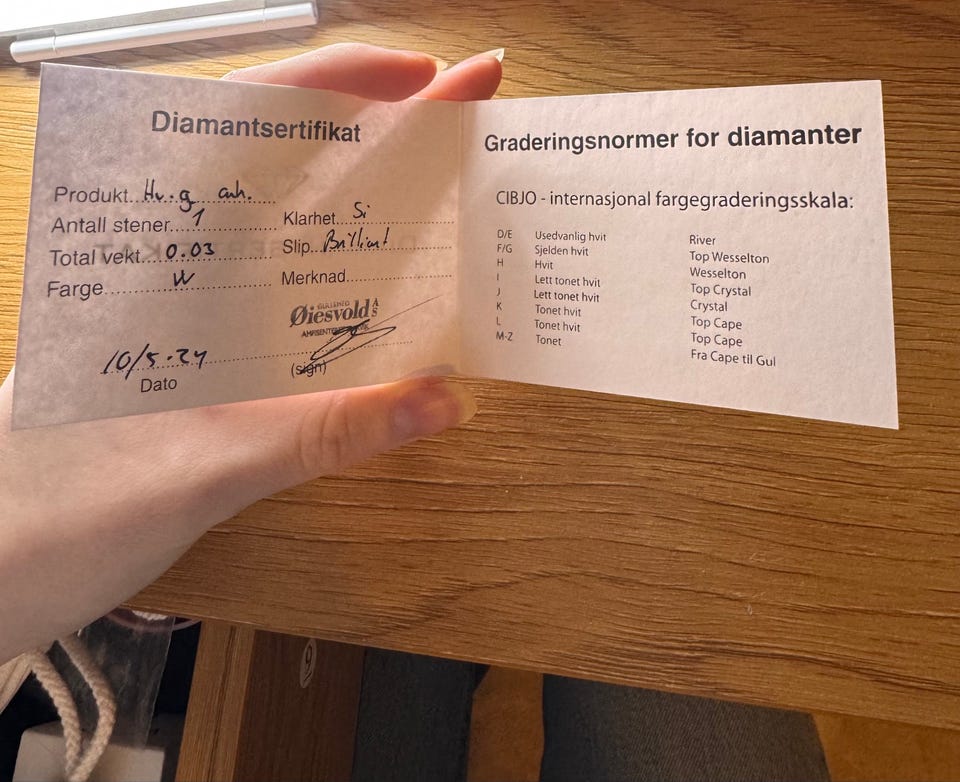 Diamantsertifikat
Produkt Hv.g anh.
Antall stener 1
Klarhet Si
Total vekt 0.03
Slip Brilliant
Farge W
Merknad
GULLSMED
Øiesvold AS
10/5-24
Dato
(sign)
Graderingsnormer for diamanter
CIBJO - internasjonal fargegraderingsskala:
D/E Usedvanlig hvit River
F/G Sjelden hvit Top Wesselton
H Hvit Wesselton
I Lett tonet hvit Top Crystal
J Lett tonet hvit Crystal
K Tonet hvit Top Cape
L Tonet hvit Top Cape
M-Z Tonet Fra Cape til Gul
9